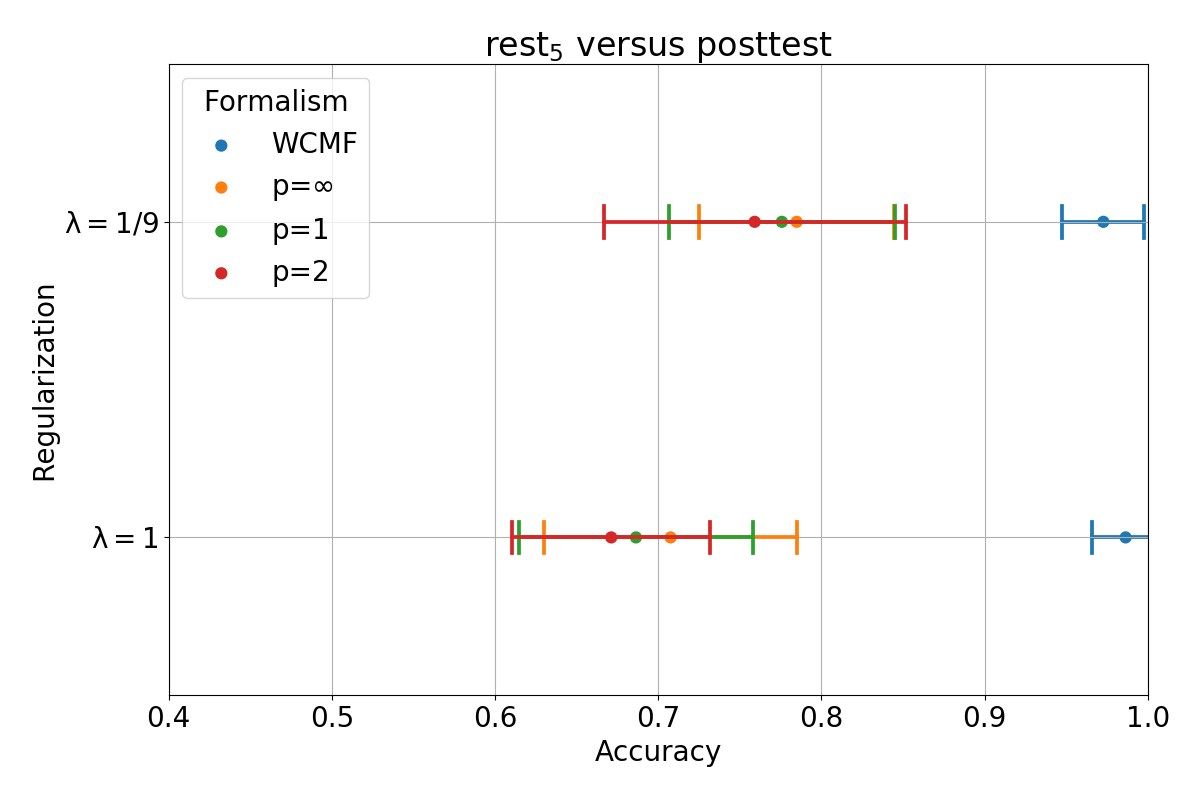 rest₅ versus posttest
Formalism
WCMF
p=∞
p=1
p=2
λ = 1/9
λ = 1
Regularization
0.4 0.5 0.6 0.7 0.8 0.9 1.0
Accuracy